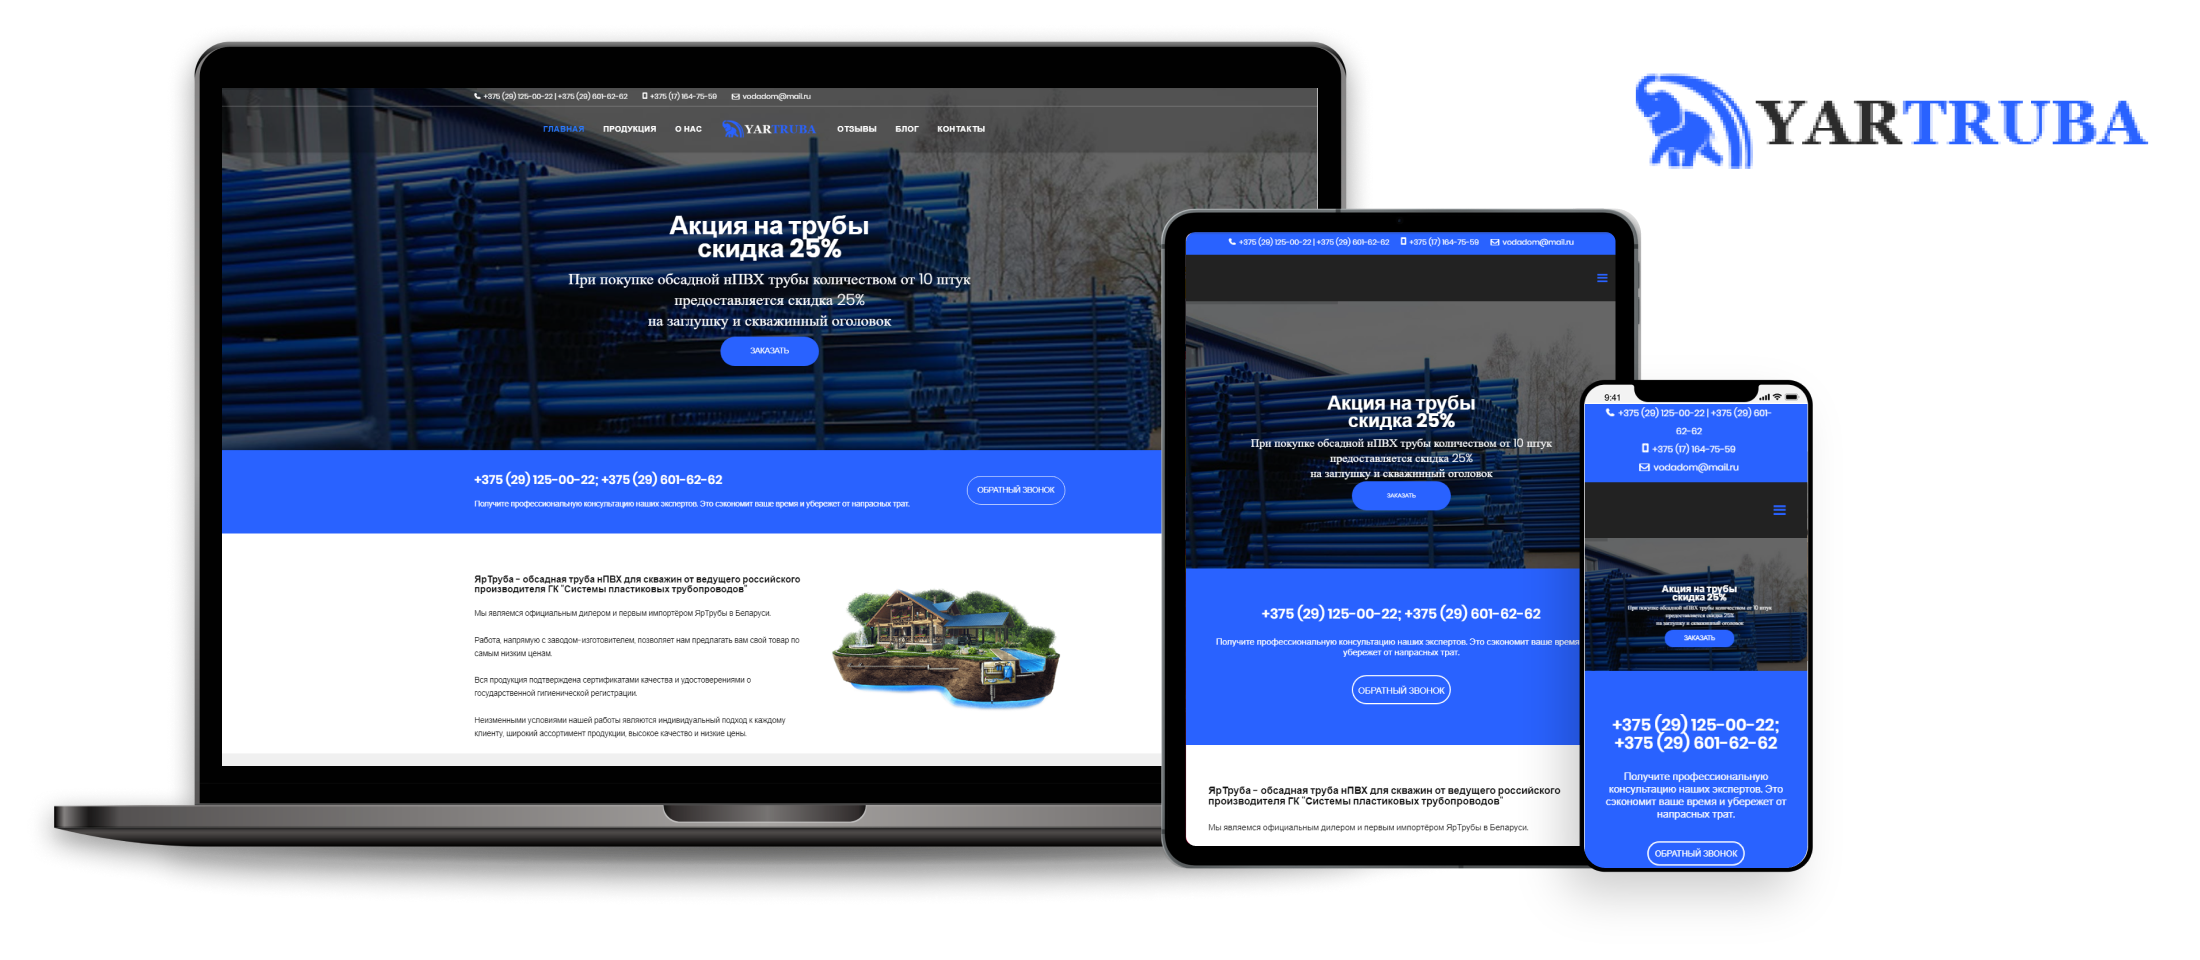 +375 (29) 125-00-22 | +375 (29) 601-62-62 +375 (17) 164-75-59 vodadom@mail.ru
ГЛАВНАЯ ПРОДУКЦИЯ О НАС YARTRUBA ОТЗЫВЫ БЛОГ КОНТАКТЫ
Акция на трубы
скидка 25%
При покупке обсадной нПВХ трубы количеством от 10 штук
предоставляется скидка 25%
на заглушку и скважинный оголовок
ЗАКАЗАТЬ
+375 (29) 125-00-22; +375 (29) 601-62-62
Получите профессиональную консультацию наших экспертов. Это сэкономит ваше время и убережет от напрасных трат.
ОБРАТНЫЙ ЗВОНОК
ЯрТруба - обсадная труба нПВХ для скважин от ведущего российского
производителя ГК "Системы пластиковых трубопроводов"
Мы являемся официальным дилером и первым импортёром ЯрТрубы в Беларуси.
Работа, напрямую с заводом-изготовителем, позволяет нам предлагать вам свой товар по
самым низким ценам.
Вся продукция подтверждена сертификатами качества и удостоверениями о
государственной гигиенической регистрации.
Неизменными условиями нашей работы являются индивидуальный подход к каждому
клиенту, широкий ассортимент продукции, высокое качество и низкие цены.
YARTRUBA
+375 (29) 125-00-22 | +375 (29) 601-62-62 +375 (17) 164-75-59 vodadom@mail.ru
Акция на трубы
скидка 25%
При покупке обсадной нПВХ трубы количеством от 10 штук
предоставляется скидка 25%
на заглушку и скважинный оголовок
ЗАКАЗАТЬ
+375 (29) 125-00-22; +375 (29) 601-62-62
Получите профессиональную консультацию наших экспертов. Это сэкономит ваше время
убережет от напрасных трат.
ОБРАТНЫЙ ЗВОНОК
ЯрТруба - обсадная труба нПВХ для скважин от ведущего российского
производителя ГК "Системы пластиковых трубопроводов"
Мы являемся официальным дилером и первым импортёром ЯрТрубы в Беларуси.
9:41
+375 (29) 125-00-22 | +375 (29) 601-
62-62
+375 (17) 164-75-59
vodadom@mail.ru
Акция на трубы
скидка 25%
При покупке обсадной нПВХ трубы количеством от 10 штук
предоставляется скидка 25%
на заглушку и скважинный оголовок
ЗАКАЗАТЬ
+375 (29) 125-00-22;
+375 (29) 601-62-62
Получите профессиональную
консультацию наших экспертов. Это
сэкономит ваше время и убережет от
напрасных трат.
ОБРАТНЫЙ ЗВОНОК